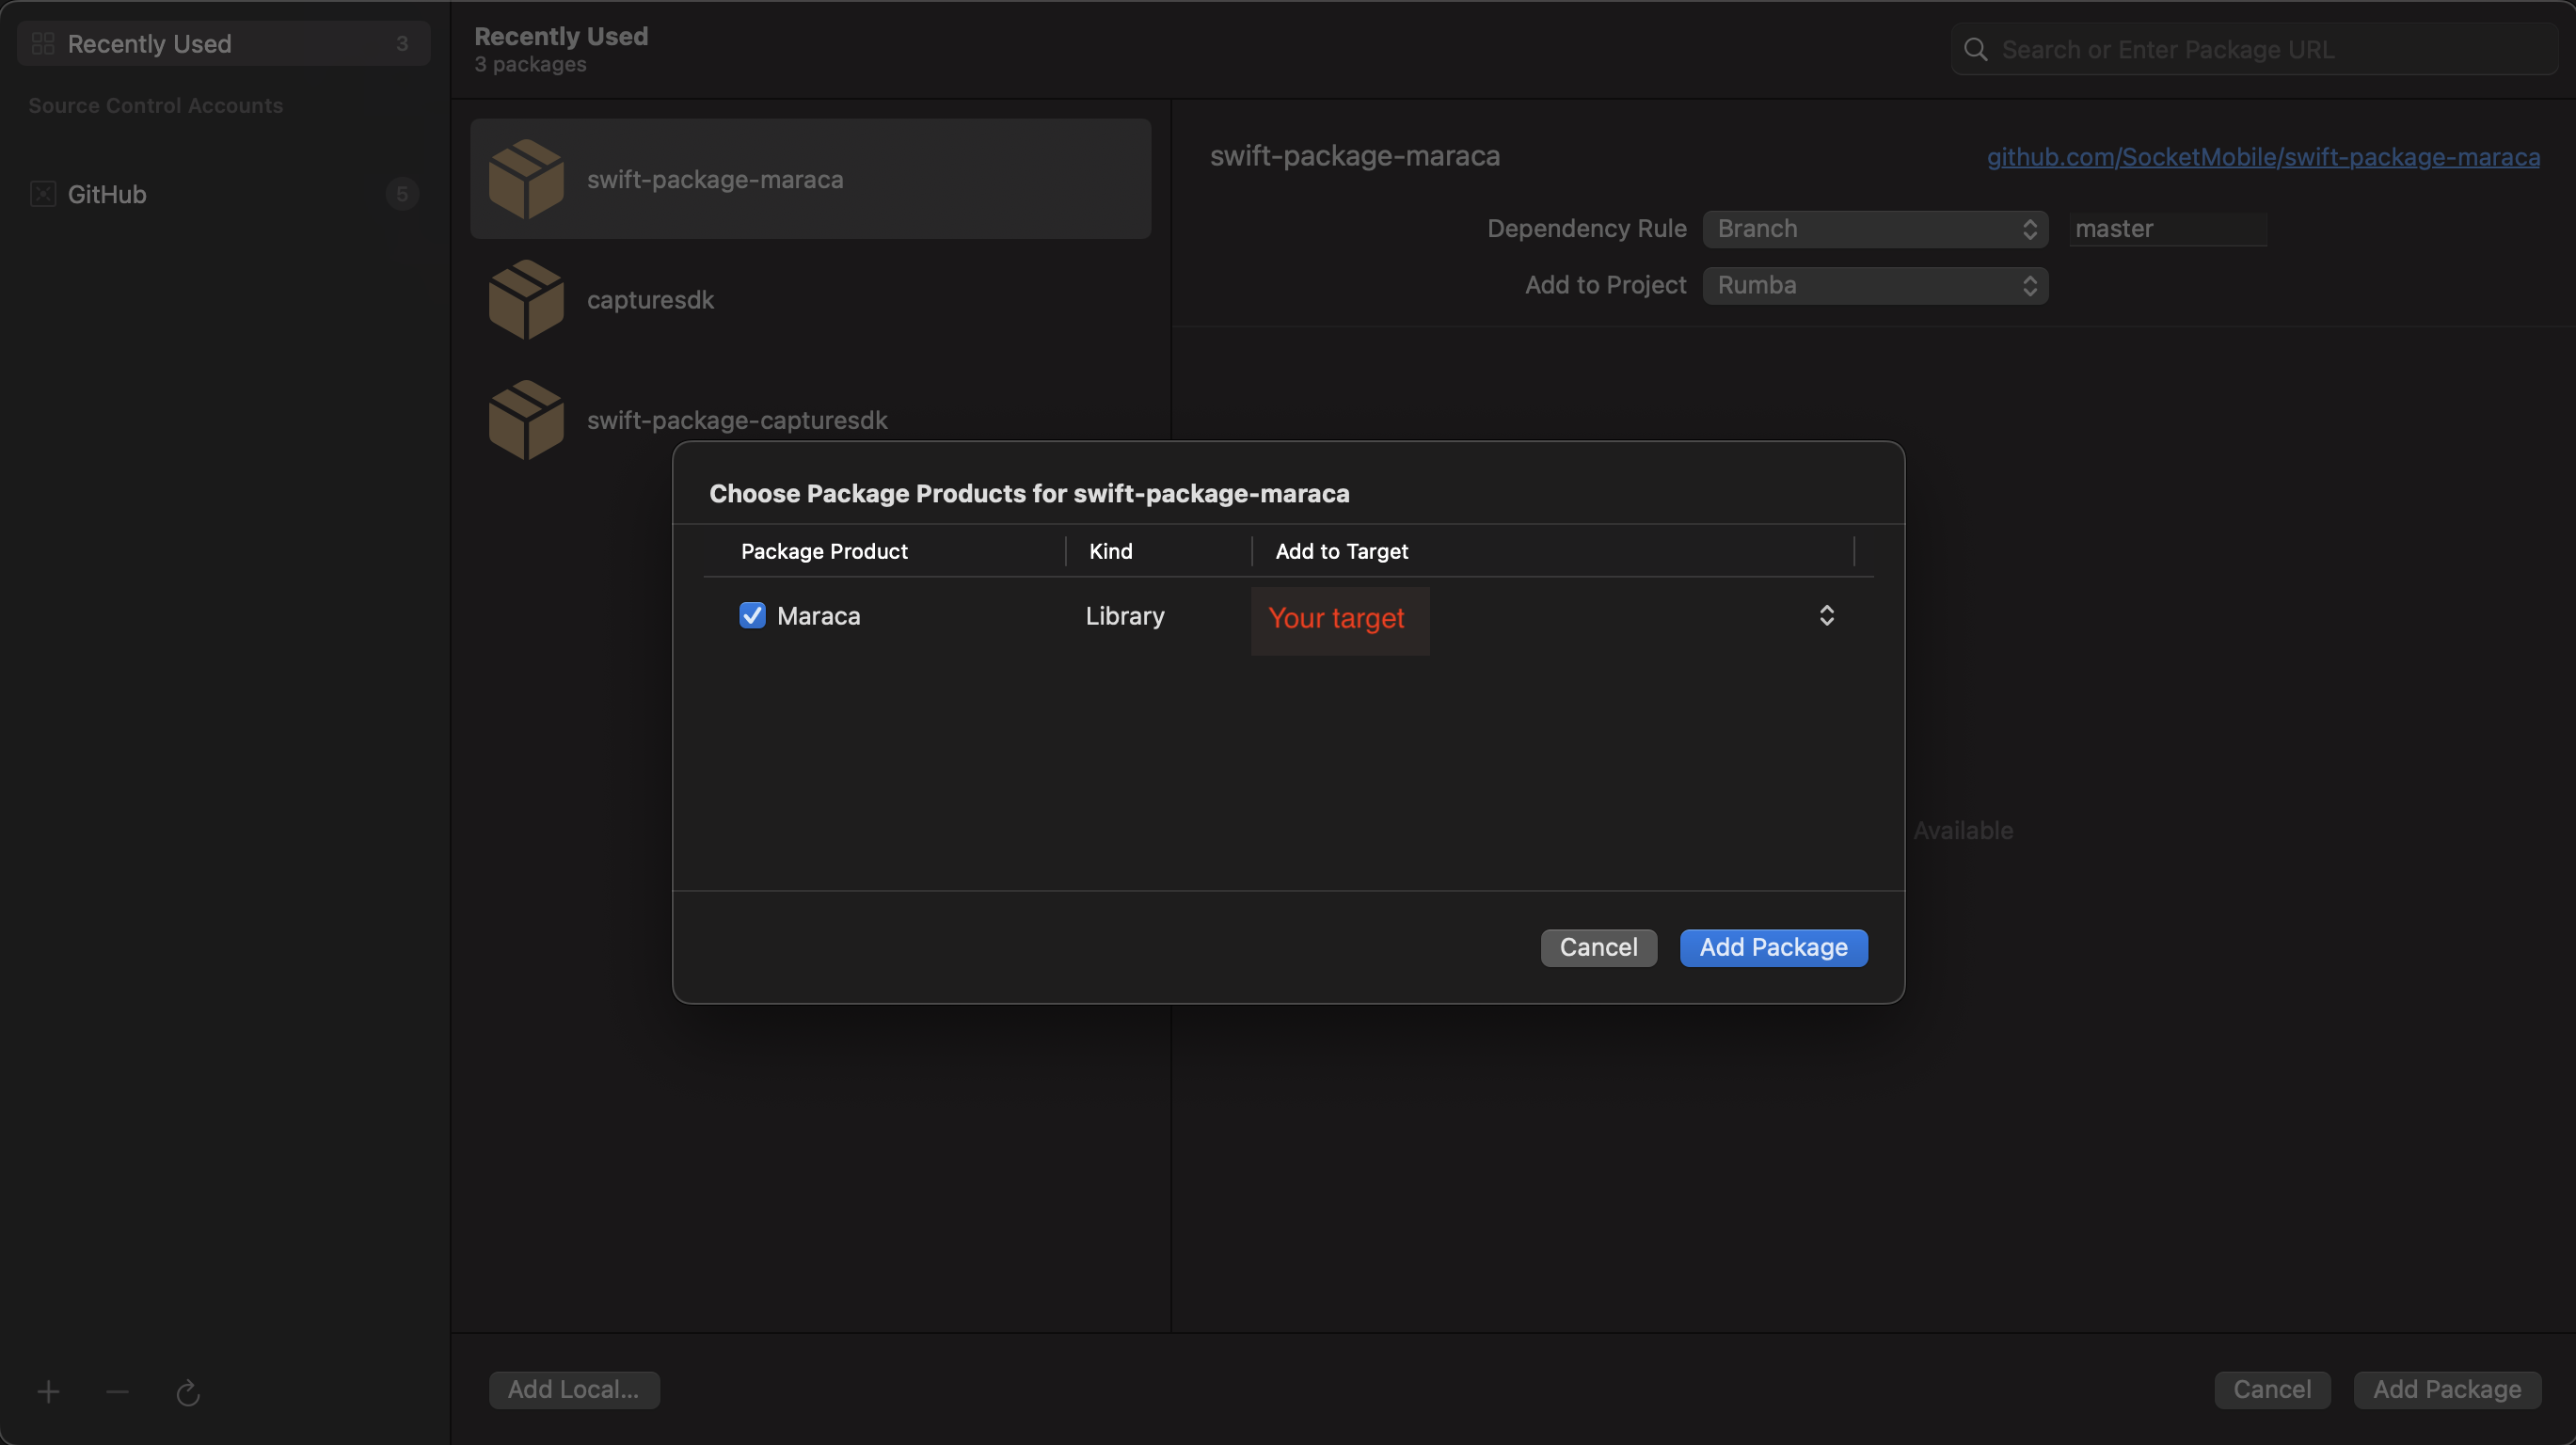 Recently Used 3
Source Control Accounts
GitHub 5
Recently Used
3 packages
Search or Enter Package URL
swift-package-maraca
capturesdk
swift-package-capturesdk
swift-package-maraca
github.com/SocketMobile/swift-package-maraca
Dependency Rule Branch master
Add to Project Rumba
Available
Choose Package Products for swift-package-maraca
Package Product Kind Add to Target
Maraca Library Your target
Cancel Add Package
Add Local...
Cancel Add Package